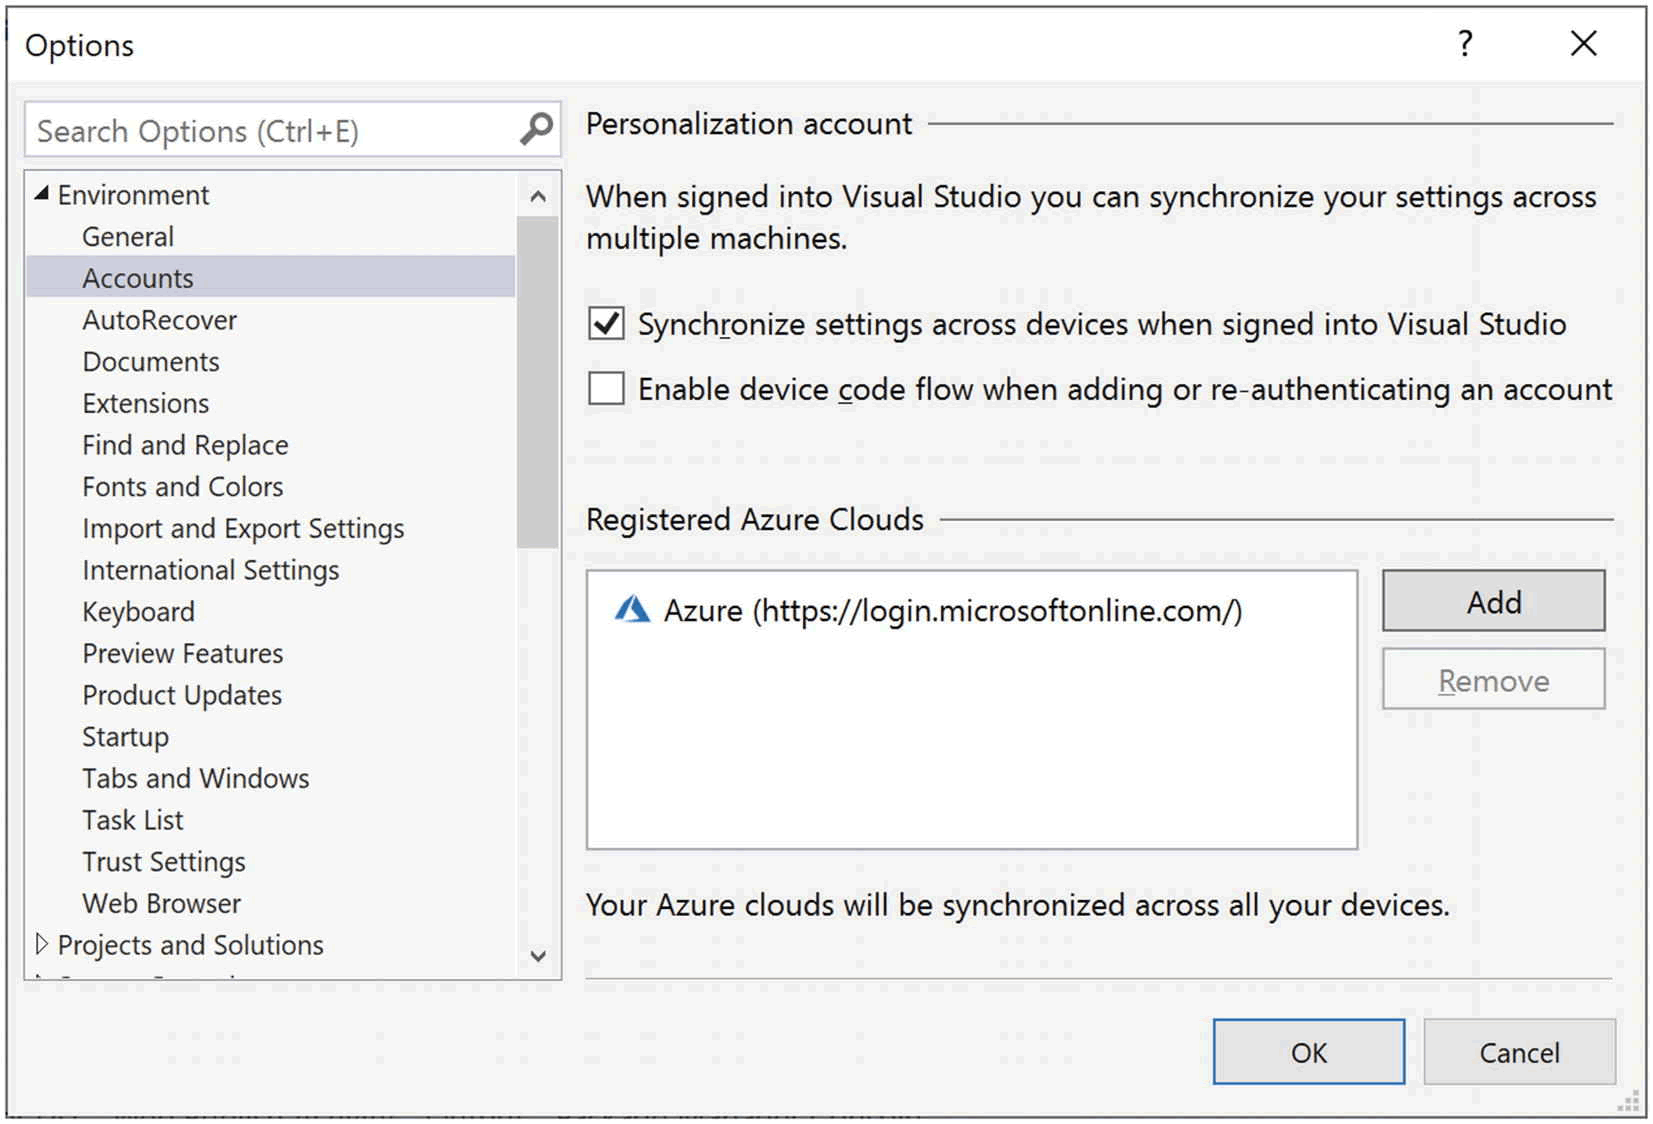 Options
?
Search Options (Ctrl+E)
Environment
General
Accounts
AutoRecover
Documents
Extensions
Find and Replace
Fonts and Colors
Import and Export Settings
International Settings
Keyboard
Preview Features
Product Updates
Startup
Tabs and Windows
Task List
Trust Settings
Web Browser
Projects and Solutions
Personalization account
When signed into Visual Studio you can synchronize your settings across
multiple machines.
Synchronize settings across devices when signed into Visual Studio
Enable device code flow when adding or re-authenticating an account
Registered Azure Clouds
Azure (https://login.microsoftonline.com/)
Add
Remove
Your Azure clouds will be synchronized across all your devices.
OK
Cancel